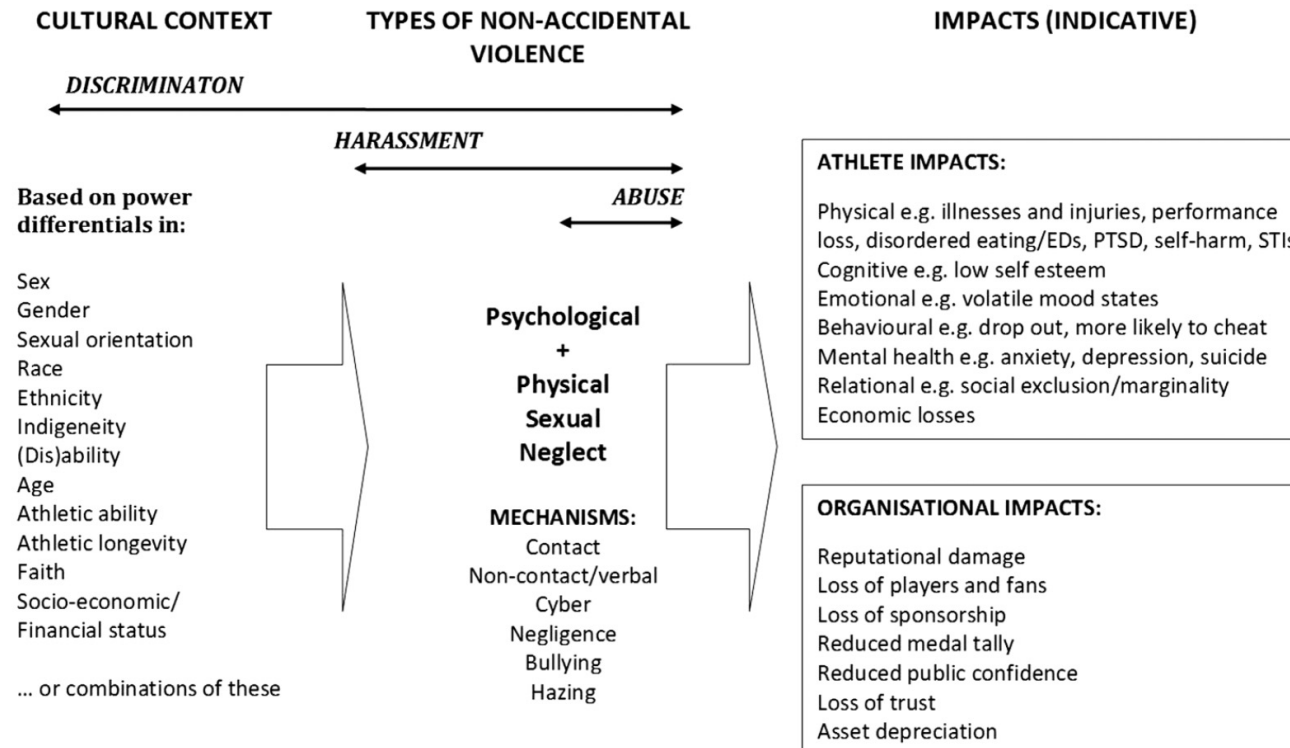 CULTURAL CONTEXT
TYPES OF NON-ACCIDENTAL
VIOLENCE
IMPACTS (INDICATIVE)
DISCRIMINATON
HARASSMENT
ABUSE
Based on power
differentials in:
Sex
Gender
Sexual orientation
Race
Ethnicity
Indigeneity
(Dis)ability
Age
Athletic ability
Athletic longevity
Faith
Socio-economic/
Financial status
... or combinations of these
Psychological
+
Physical
Sexual
Neglect
MECHANISMS:
Contact
Non-contact/verbal
Cyber
Negligence
Bullying
Hazing
ATHLETE IMPACTS:
Physical e.g. illnesses and injuries, performance
loss, disordered eating/EDs, PTSD, self-harm, STIs
Cognitive e.g. low self esteem
Emotional e.g. volatile mood states
Behavioural e.g. drop out, more likely to cheat
Mental health e.g. anxiety, depression, suicide
Relational e.g. social exclusion/marginality
Economic losses
ORGANISATIONAL IMPACTS:
Reputational damage
Loss of players and fans
Loss of sponsorship
Reduced medal tally
Reduced public confidence
Loss of trust
Asset depreciation